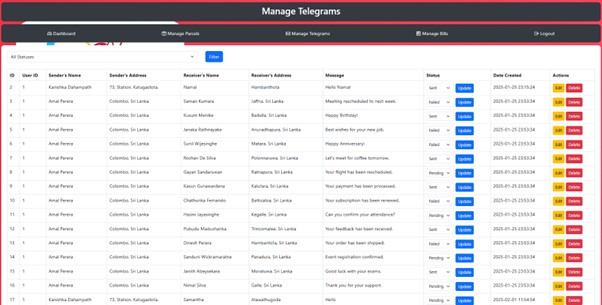 Manage Telegrams
Dashboard Manage Parcels Manage Telegrams Manage Bills Logout
All Statuses Filter
ID User ID Sender's Name Sender's Address Receiver's Name Receiver's Address Message Status Date Created Actions
2 1 Kanishka Dahampath 73, Station, Katugastota. Namal Hambanthota Hello Namal Sent Update 2025-01-25 23:15:24 Edit Delete
3 1 Amal Perera Colombo, Sri Lanka Saman Kumara Jaffna, Sri Lanka Meeting rescheduled to next week. Failed Update 2025-01-25 23:53:34 Edit Delete
4 1 Amal Perera Colombo, Sri Lanka Kusum Menike Badulla, Sri Lanka Happy Birthday! Sent Update 2025-01-25 23:53:34 Edit Delete
5 1 Amal Perera Colombo, Sri Lanka Janaka Rathnayake Anuradhapura, Sri Lanka Best wishes for your new job. Failed Update 2025-01-25 23:53:34 Edit Delete
6 1 Amal Perera Colombo, Sri Lanka Sunil Wijesinghe Matara, Sri Lanka Happy Anniversary! Failed Update 2025-01-25 23:53:34 Edit Delete
7 1 Amal Perera Colombo, Sri Lanka Roshan De Silva Polonnaruwa, Sri Lanka Let's meet for coffee tomorrow. Sent Update 2025-01-25 23:53:34 Edit Delete
8 1 Amal Perera Colombo, Sri Lanka Gayan Sandaruwan Ratnapura, Sri Lanka Your flight has been rescheduled. Pending Update 2025-01-25 23:53:34 Edit Delete
9 1 Amal Perera Colombo, Sri Lanka Kasun Gunawardena Kalutara, Sri Lanka Your payment has been processed. Sent Update 2025-01-25 23:53:34 Edit Delete
10 1 Amal Perera Colombo, Sri Lanka Chathurika Fernando Your subscription has been renewed. Failed Update 2025-01-25 23:53:34 Edit Delete
11 1 Amal Perera Colombo, Sri Lanka Hasini Jayasinghe Kegalle, Sri Lanka Can you confirm your attendance? Pending Update 2025-01-25 23:53:34 Edit Delete
12 1 Amal Perera Colombo, Sri Lanka Pubudu Madushanka Trincomalee, Sri Lanka Your feedback has been received. Sent Update 2025-01-25 23:53:34 Edit Delete
13 1 Amal Perera Colombo, Sri Lanka Dinesh Perera Hambantota, Sri Lanka Your order has been shipped. Failed Update 2025-01-25 23:53:34 Edit Delete
14 1 Amal Perera Colombo, Sri Lanka Sanduni Wickramarathe Panadura, Sri Lanka Event registration confirmed. Pending Update 2025-01-25 23:53:34 Edit Delete
15 1 Amal Perera Colombo, Sri Lanka Janith Abeysekara Moratuwa, Sri Lanka Good luck with your exams. Sent Update 2025-01-25 23:53:34 Edit Delete
16 1 Amal Perera Colombo, Sri Lanka Nimal Silva Galle, Sri Lanka Thank you for your support. Pending Update 2025-01-25 23:53:34 Edit Delete
17 1 Kanishka Dahampath 73, Station, Katugastota. Samantha Alawathugoda Hello Pending Update Edit Delete